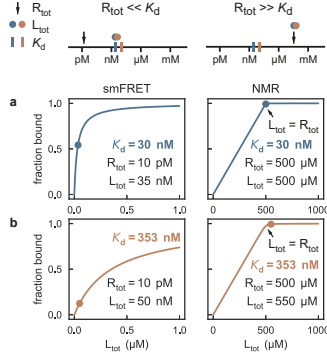 R_tot
L_tot
K_d
R_tot << K_d
R_tot >> K_d
pM nM µM mM
pM nM µM mM
a
smFRET
NMR
fraction bound
1.0
0.5
0.0
K_d = 30 nM
R_tot = 10 pM
L_tot = 35 nM
L_tot = R_tot
K_d = 30 nM
R_tot = 500 µM
L_tot = 500 µM
0.0 0.5 1.0
0 500 1000
b
fraction bound
1.0
0.5
0.0
K_d = 353 nM
R_tot = 10 pM
L_tot = 50 nM
L_tot = R_tot
K_d = 353 nM
R_tot = 500 µM
L_tot = 550 µM
0.0 0.5 1.0
0 500 1000
L_tot (µM)
L_tot (µM)